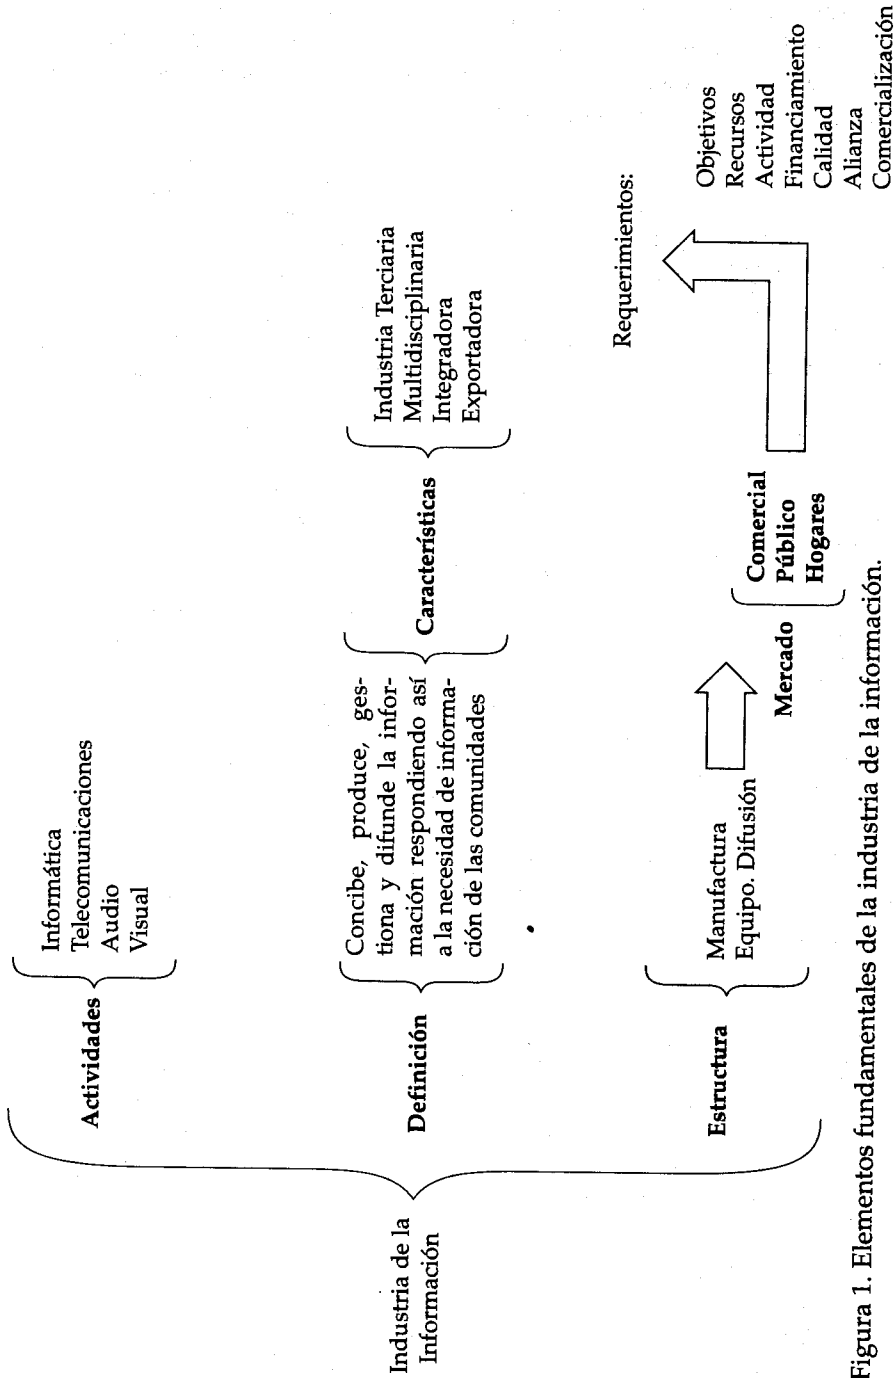 Industria de la
Información
Actividades
Informática
Telecomunicaciones
Audio
Visual
Definición
Concibe, produce, ges-
tiona y difunde la infor-
mación respondiendo así
a la necesidad de informa-
ción de las comunidades
Características
Industria Terciaria
Multidisciplinaria
Integradora
Exportadora
Estructura
Manufactura
Equipo. Difusión
Mercado
Comercial
Público
Hogares
Requerimientos:
Objetivos
Recursos
Actividad
Financiamiento
Calidad
Alianza
Comercialización
Figura 1. Elementos fundamentales de la industria de la información.